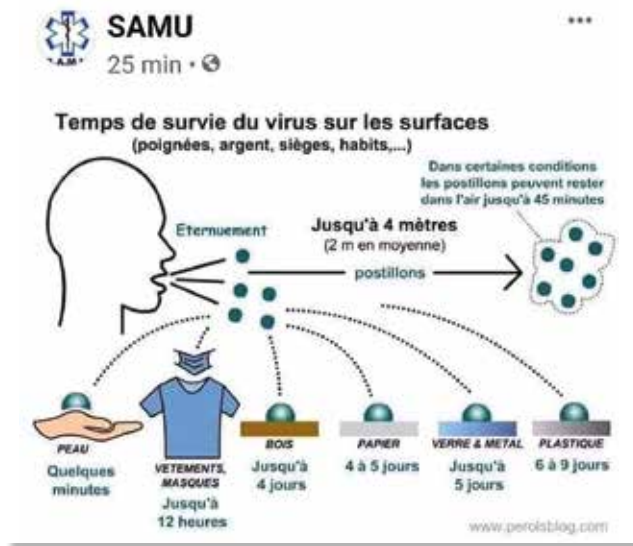 SAMU
25 min
A.M
Temps de survie du virus sur les surfaces
(poignées, argent, sièges, habits,...)
Dans certaines conditions
les postillons peuvent rester
dans l'air jusqu'à 45 minutes
Eternuement
Jusqu'à 4 mètres
(2 m en moyenne)
postillons
PEAU
Quelques
minutes
VETEMENTS,
MASQUES
Jusqu'à
12 heures
BOIS
Jusqu'à
4 jours
PAPIER
4 à 5 jours
VERRE & METAL
Jusqu'à
5 jours
PLASTIQUE
6 à 9 jours
www.perolsblog.com